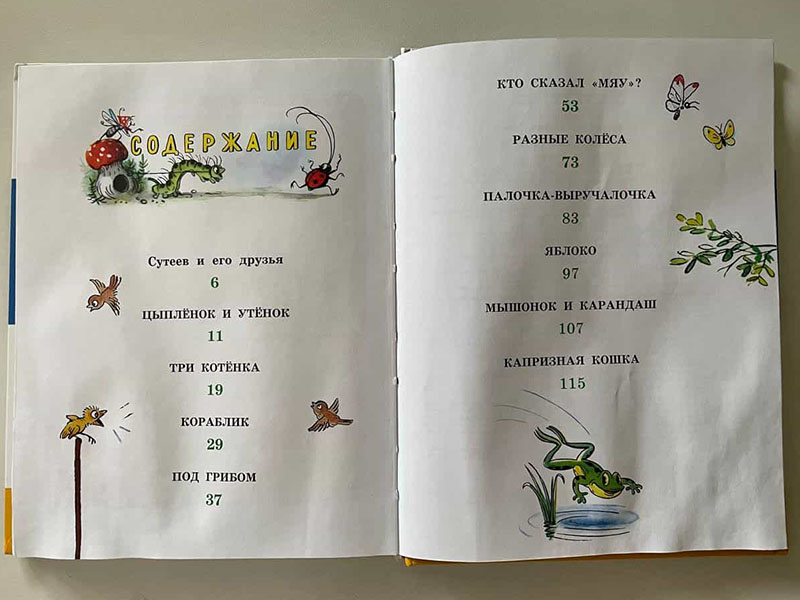 СОДЕРЖАНИЕ
Сутеев и его друзья
6
ЦЫПЛЁНОК И УТЁНОК
11
ТРИ КОТЁНКА
19
КОРАБЛИК
29
ПОД ГРИБОМ
37
КТО СКАЗАЛ «МЯУ»?
53
РАЗНЫЕ КОЛЁСА
73
ПАЛОЧКА-ВЫРУЧАЛОЧКА
83
ЯБЛОКО
97
МЫШОНОК И КАРАНДАШ
107
КАПРИЗНАЯ КОШКА
115